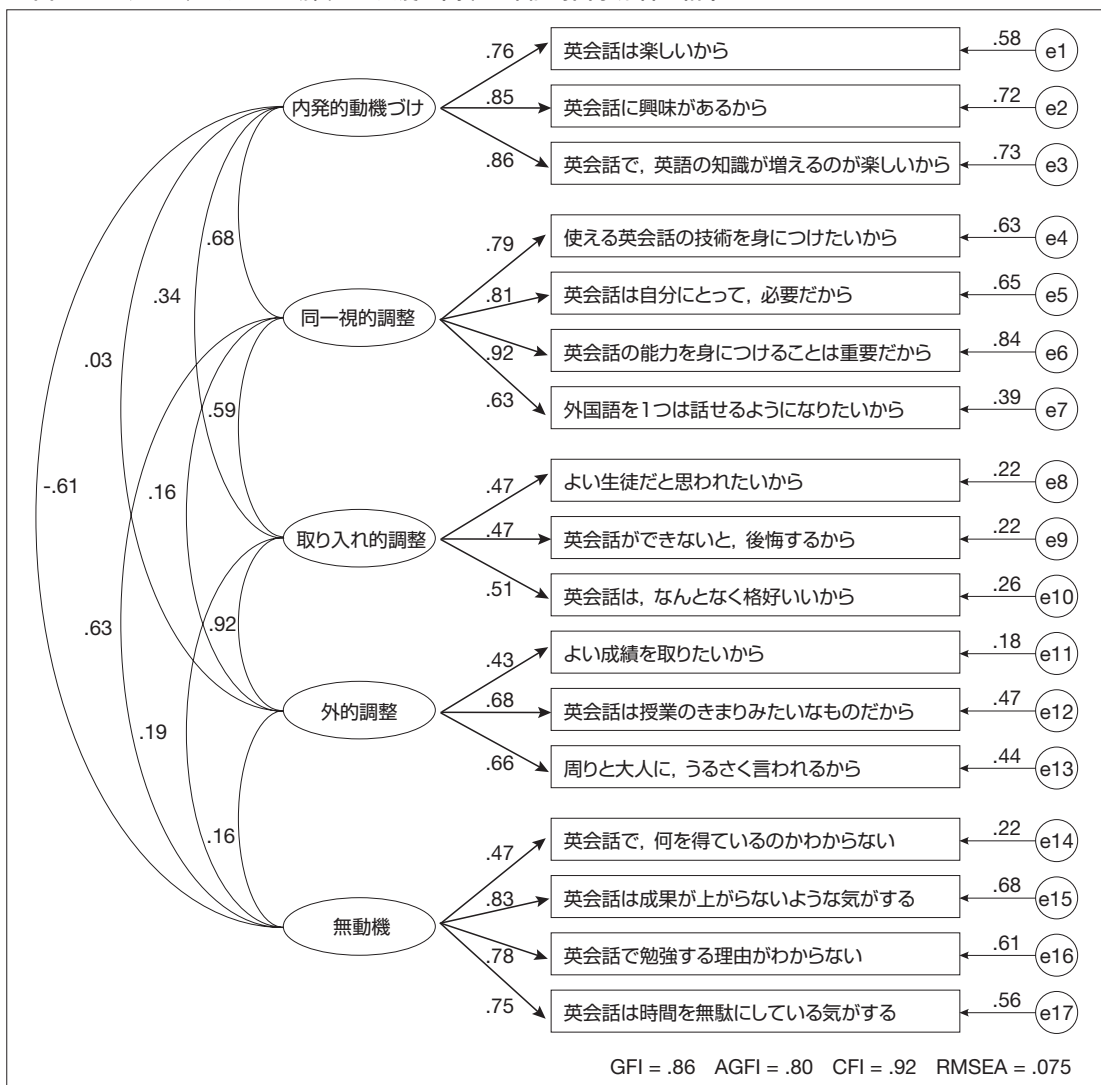 .76
英会話は楽しいから
.58
e1
内発的動機づけ
.85
英会話に興味があるから
.72
e2
.86
英会話で, 英語の知識が増えるのが楽しいから
.73
e3
.68
.79
使える英会話の技術を身につけたいから
.63
e4
.34
.81
英会話は自分にとって, 必要だから
.65
e5
同一視的調整
.03
.92
英会話の能力を身につけることは重要だから
.84
e6
.59
.63
外国語を1つは話せるようになりたいから
.39
e7
-.61
.16
.47
よい生徒だと思われたいから
.22
e8
取り入れ的調整
.47
英会話ができないと, 後悔するから
.22
e9
.51
英会話は, なんとなく格好いいから
.26
e10
.63
.92
.43
よい成績を取りたいから
.18
e11
外的調整
.68
英会話は授業のきまりみたいなものだから
.47
e12
.19
.66
周りと大人に, うるさく言われるから
.44
e13
.16
.47
英会話で, 何を得ているのかわからない
.22
e14
.83
英会話は成果が上がらないような気がする
.68
e15
無動機
.78
英会話で勉強する理由がわからない
.61
e16
.75
英会話は時間を無駄にしている気がする
.56
e17
GFI = .86 AGFI = .80 CFI = .92 RMSEA = .075